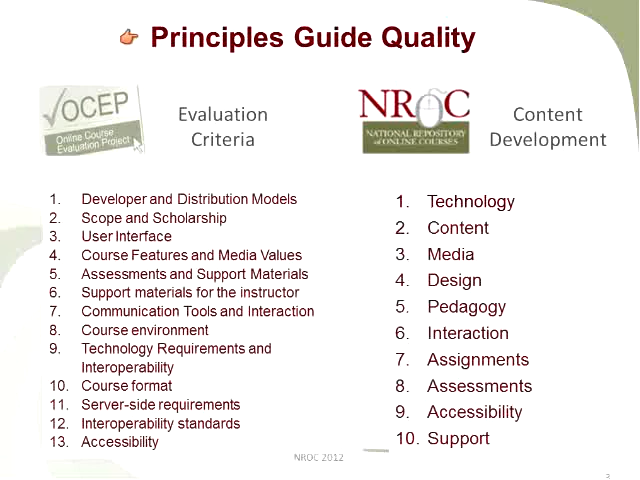 Principles Guide Quality
OCEP
Online Course
Evaluation Project
Evaluation
Criteria
NROC
NATIONAL REPOSITORY
OF ONLINE COURSES
Content
Development
1. Developer and Distribution Models
2. Scope and Scholarship
3. User Interface
4. Course Features and Media Values
5. Assessments and Support Materials
6. Support materials for the instructor
7. Communication Tools and Interaction
8. Course environment
9. Technology Requirements and
Interoperability
10. Course format
11. Server-side requirements
12. Interoperability standards
13. Accessibility
1. Technology
2. Content
3. Media
4. Design
5. Pedagogy
6. Interaction
7. Assignments
8. Assessments
9. Accessibility
10. Support
NROC 2012
3